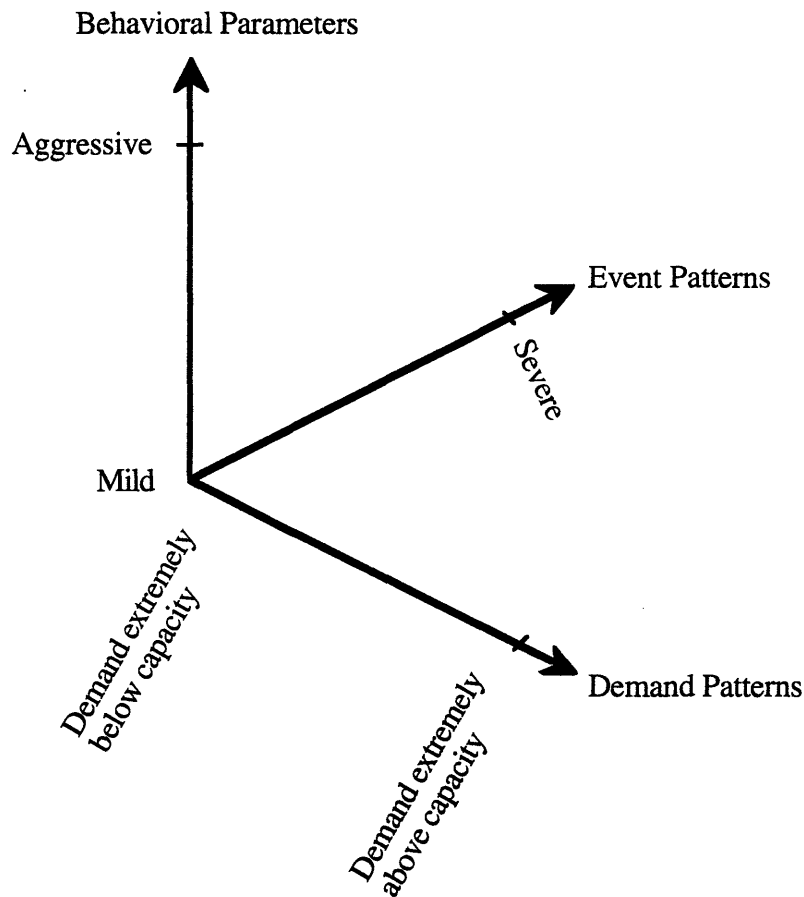 Behavioral Parameters
Aggressive
Event Patterns
Severe
Mild
Demand extremely
below capacity
Demand Patterns
Demand extremely
above capacity